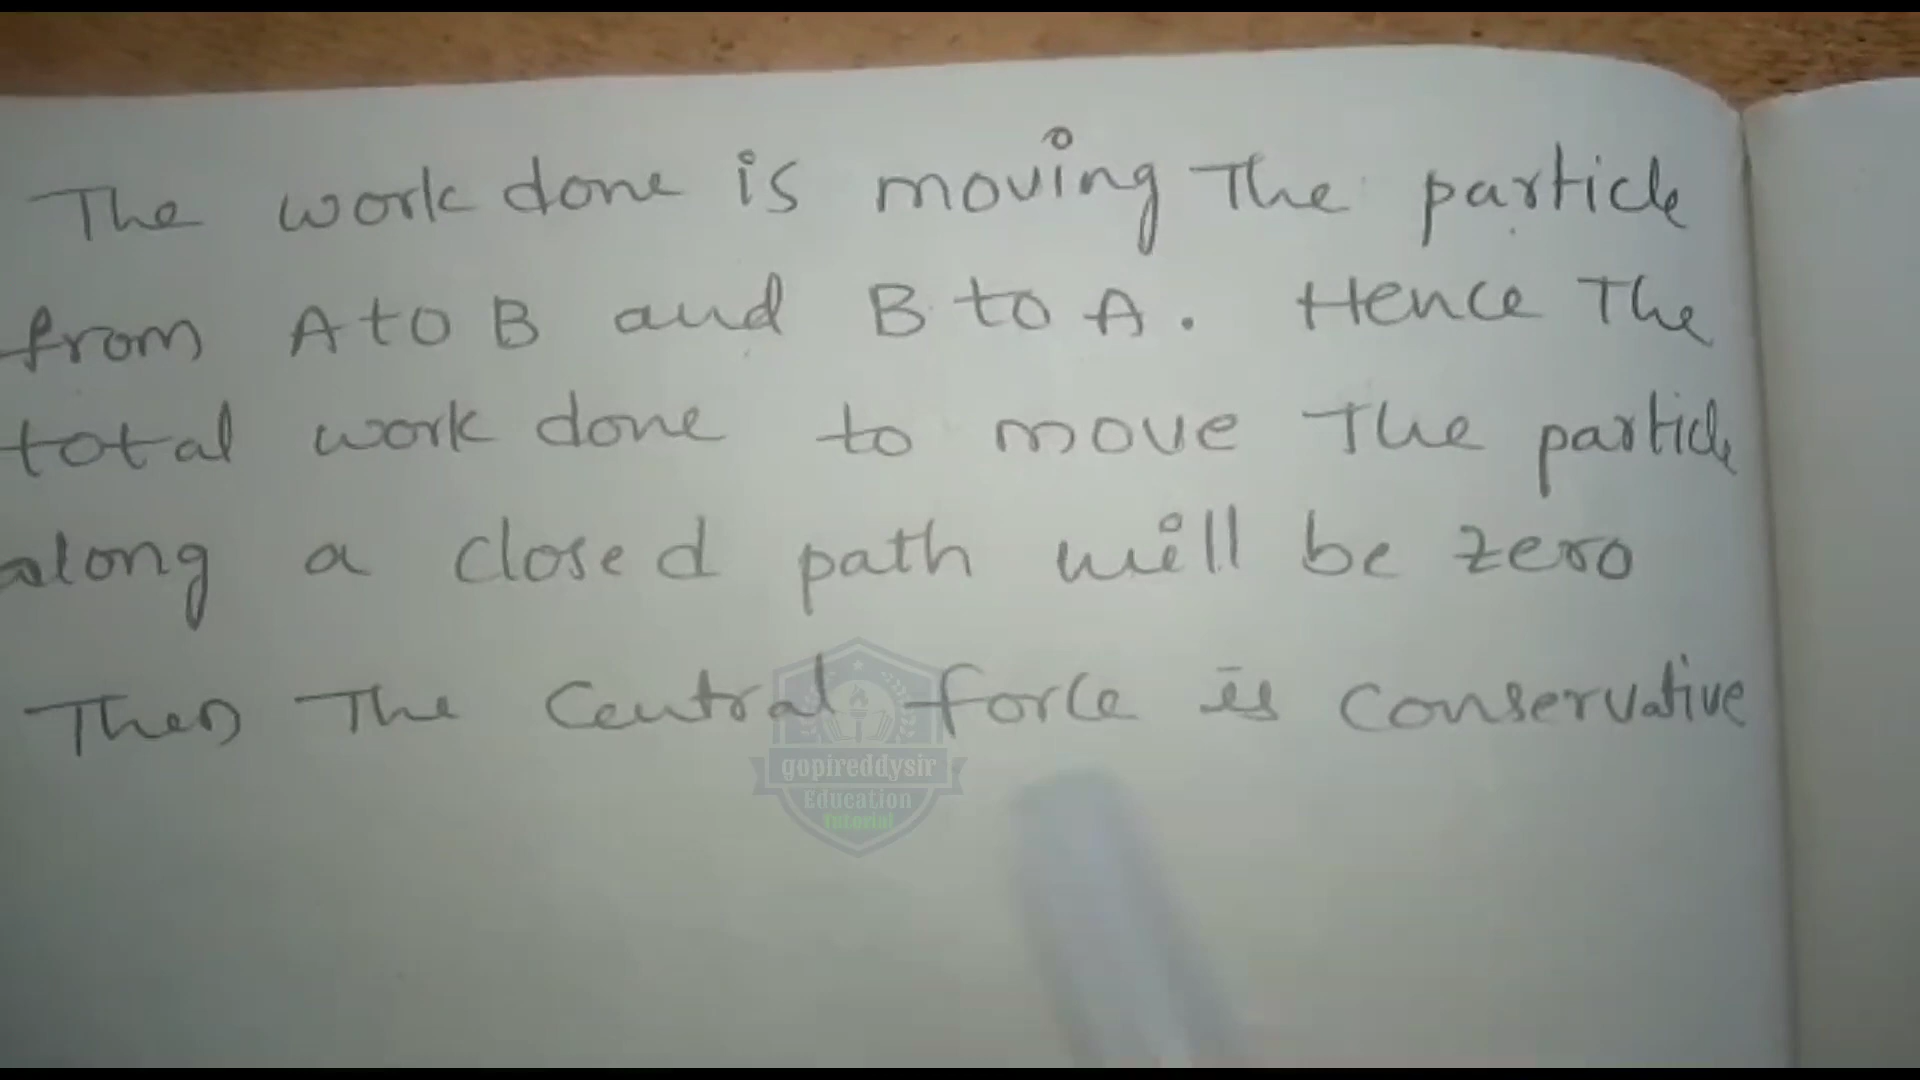 The work done is moving The particle
from A to B and B to A. Hence The
total work done to move The particle
along a closed path will be zero
Then The Central force is conservative
gopireddysir
Education
Tutorial